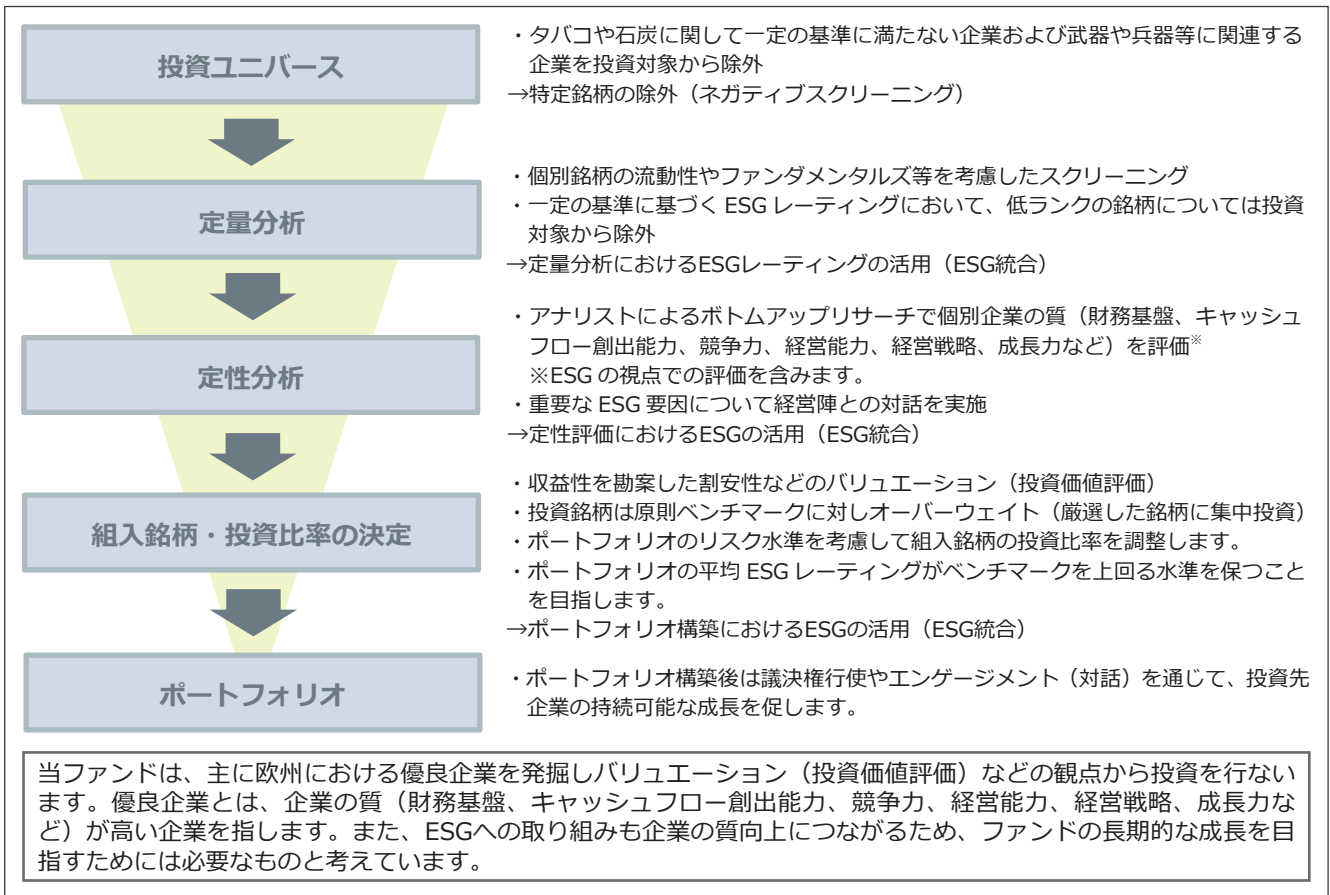 投資ユニバース
・タバコや石炭に関して一定の基準に満たない企業および武器や兵器等に関連する
企業を投資対象から除外
→特定銘柄の除外（ネガティブスクリーニング）
定量分析
・個別銘柄の流動性やファンダメンタルズ等を考慮したスクリーニング
・一定の基準に基づく ESG レーティングにおいて、低ランクの銘柄については投資
対象から除外
→定量分析におけるESGレーティングの活用（ESG統合）
定性分析
・アナリストによるボトムアップリサーチで個別企業の質（財務基盤、キャッシュ
フロー創出能力、競争力、経営能力、経営戦略、成長力など）を評価※
※ESG の視点での評価を含みます。
・重要な ESG 要因について経営陣との対話を実施
→定性評価におけるESGの活用（ESG統合）
組入銘柄・投資比率の決定
・収益性を勘案した割安性などのバリュエーション（投資価値評価）
・投資銘柄は原則ベンチマークに対しオーバーウェイト（厳選した銘柄に集中投資）
・ポートフォリオのリスク水準を考慮して組入銘柄の投資比率を調整します。
・ポートフォリオの平均 ESG レーティングがベンチマークを上回る水準を保つこと
を目指します。
→ポートフォリオ構築におけるESGの活用（ESG統合）
ポートフォリオ
・ポートフォリオ構築後は議決権行使やエンゲージメント（対話）を通じて、投資先
企業の持続可能な成長を促します。
当ファンドは、主に欧州における優良企業を発掘しバリュエーション（投資価値評価）などの観点から投資を行ない
ます。優良企業とは、企業の質（財務基盤、キャッシュフロー創出能力、競争力、経営能力、経営戦略、成長力な
ど）が高い企業を指します。また、ESGへの取り組みも企業の質向上につながるため、ファンドの長期的な成長を目
指すためには必要なものと考えています。